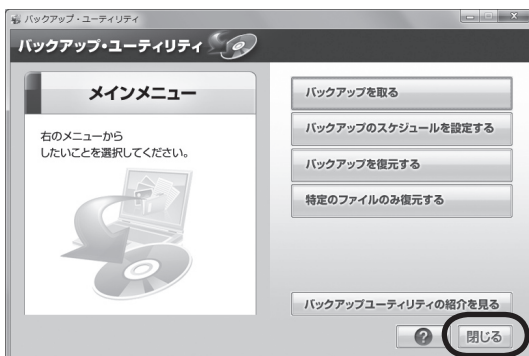 バックアップ・ユーティリティ
バックアップ・ユーティリティ
メインメニュー
右のメニューから
したいことを選択してください。
バックアップを取る
バックアップのスケジュールを設定する
バックアップを復元する
特定のファイルのみ復元する
バックアップユーティリティの紹介を見る
?
閉じる